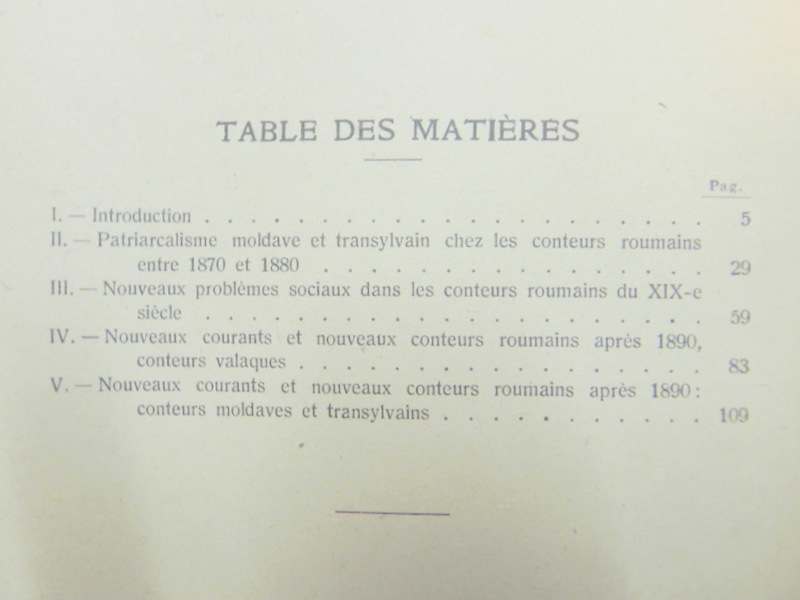 TABLE DES MATIÈRES
Pag.
I. — Introduction . . . . . . . . . . . . . . . . . . . . . 5
II. — Patriarcalisme moldave et transylvain chez les conteurs roumains
entre 1870 et 1880 . . . . . . . . . . . . . . . . 29
III. — Nouveaux problèmes sociaux dans les conteurs roumains du XIX-e
siècle . . . . . . . . . . . . . . . . . . . . . 59
IV. — Nouveaux courants et nouveaux conteurs roumains après 1890,
conteurs valaques . . . . . . . . . . . . . . . . . 83
V. — Nouveaux courants et nouveaux conteurs roumains après 1890:
conteurs moldaves et transylvains . . . . . . . . . . . 109